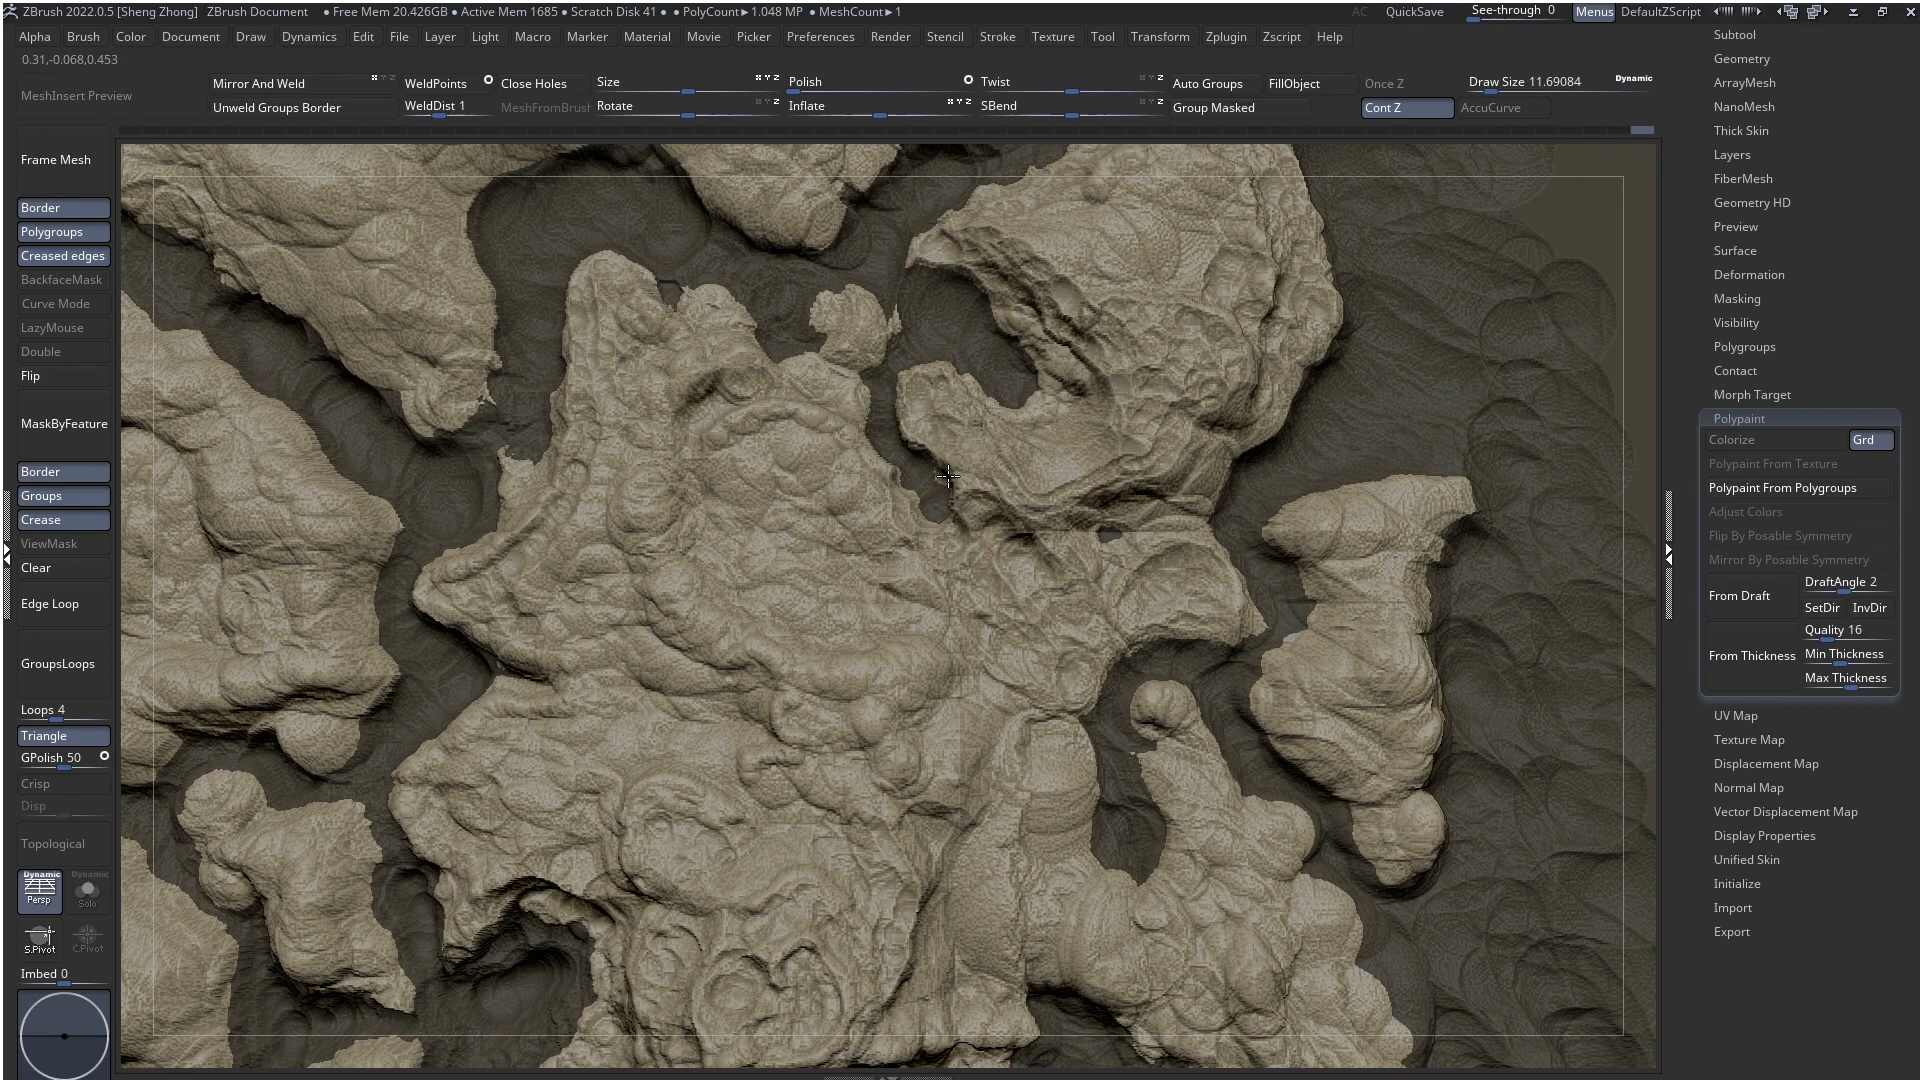 ZBrush 2022.0.5 [Sheng Zhong] ZBrush Document • Free Mem 20.426GB • Active Mem 1685 • Scratch Disk 41 • • PolyCount▸1.048 MP • MeshCount▸1 AC QuickSave See-through 0 Menus DefaultZScript
Alpha Brush Color Document Draw Dynamics Edit File Layer Light Macro Marker Material Movie Picker Preferences Render Stencil Stroke Texture Tool Transform Zplugin Zscript Help
0.31,-0.068,0.453
MeshInsert Preview
Mirror And Weld WeldPoints Close Holes Size Polish Twist Auto Groups FillObject Once Z Draw Size 11.69084 Dynamic
Unweld Groups Border WeldDist 1 MeshFromBrush Rotate Inflate SBend Group Masked Cont Z AccuCurve
Frame Mesh
Border
Polygroups
Creased edges
BackfaceMask
Curve Mode
LazyMouse
Double
Flip
MaskByFeature
Border
Groups
Crease
ViewMask
Clear
Edge Loop
GroupsLoops
Loops 4
Triangle
GPolish 50
Crisp
Disp
Topological
Dynamic Dynamic
Persp Solo
S.Pivot C.Pivot
Imbed 0
Subtool
Geometry
ArrayMesh
NanoMesh
Thick Skin
Layers
FiberMesh
Geometry HD
Preview
Surface
Deformation
Masking
Visibility
Polygroups
Contact
Morph Target
Polypaint
Colorize Grd
Polypaint From Texture
Polypaint From Polygroups
Adjust Colors
Flip By Posable Symmetry
Mirror By Posable Symmetry
From Draft DraftAngle 2
SetDir InvDir
From Thickness Quality 16
Min Thickness
Max Thickness
UV Map
Texture Map
Displacement Map
Normal Map
Vector Displacement Map
Display Properties
Unified Skin
Initialize
Import
Export